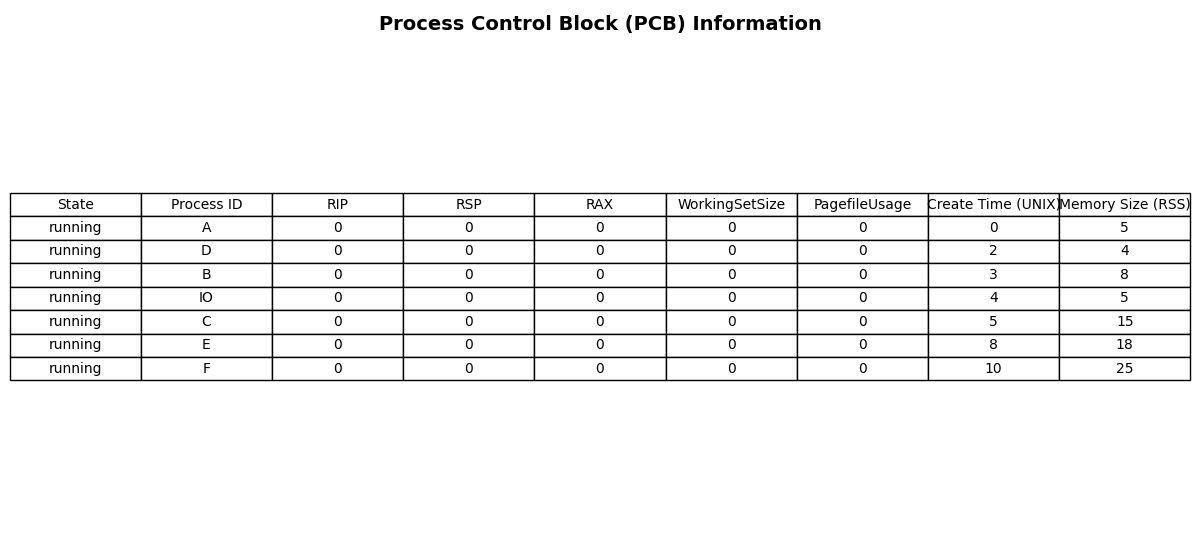 Process Control Block (PCB) Information
State Process ID RIP RSP RAX WorkingSetSize PagefileUsage Create Time (UNIX) Memory Size (RSS)
running A 0 0 0 0 0 0 5
running D 0 0 0 0 0 2 4
running B 0 0 0 0 0 3 8
running IO 0 0 0 0 0 4 5
running C 0 0 0 0 0 5 15
running E 0 0 0 0 0 8 18
running F 0 0 0 0 0 10 25